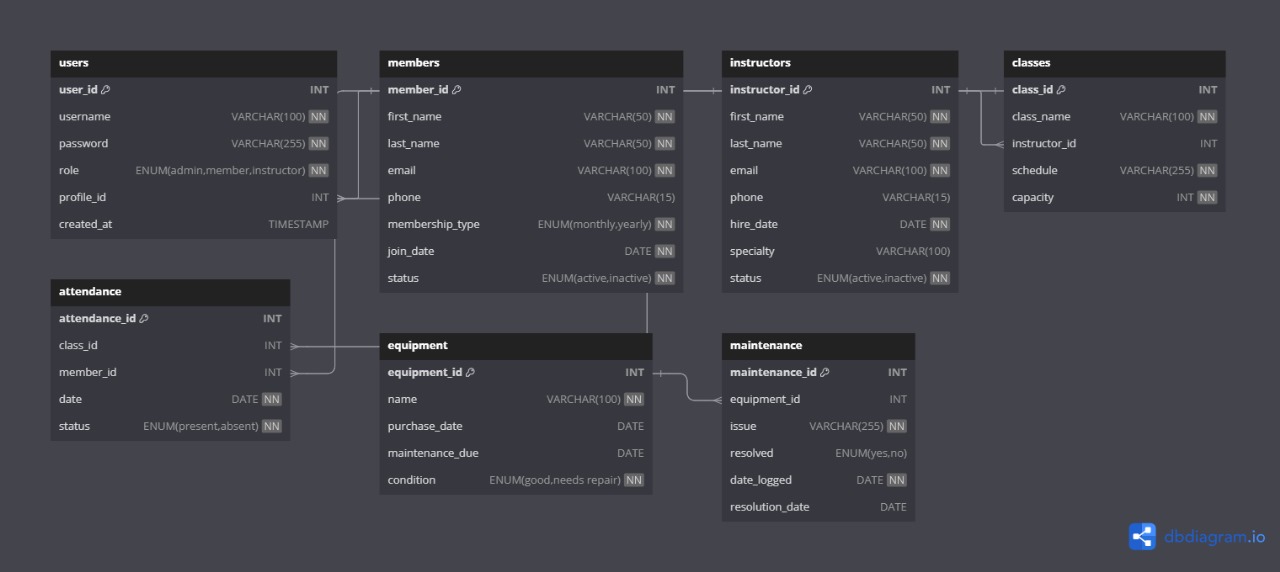 users
user_id INT
username VARCHAR(100) NN
password VARCHAR(255) NN
role ENUM(admin,member,instructor) NN
profile_id INT
created_at TIMESTAMP
members
member_id INT
first_name VARCHAR(50) NN
last_name VARCHAR(50) NN
email VARCHAR(100) NN
phone VARCHAR(15)
membership_type ENUM(monthly,yearly) NN
join_date DATE NN
status ENUM(active,inactive) NN
instructors
instructor_id INT
first_name VARCHAR(50) NN
last_name VARCHAR(50) NN
email VARCHAR(100) NN
phone VARCHAR(15)
hire_date DATE NN
specialty VARCHAR(100)
status ENUM(active,inactive) NN
classes
class_id INT
class_name VARCHAR(100) NN
instructor_id INT
schedule VARCHAR(255) NN
capacity INT NN
attendance
attendance_id INT
class_id INT
member_id INT
date DATE NN
status ENUM(present,absent) NN
equipment
equipment_id INT
name VARCHAR(100) NN
purchase_date DATE
maintenance_due DATE
condition ENUM(good,needs repair) NN
maintenance
maintenance_id INT
equipment_id INT
issue VARCHAR(255) NN
resolved ENUM(yes,no)
date_logged DATE NN
resolution_date DATE
dbdiagram.io